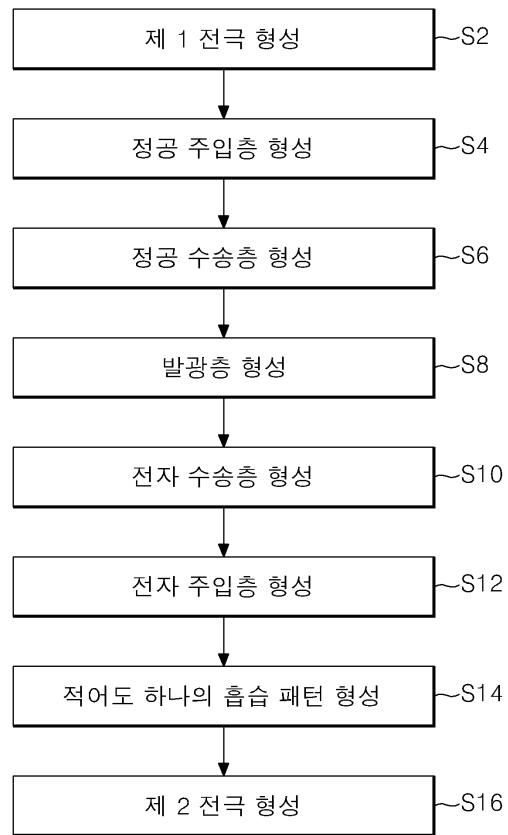 제 1 전극 형성 S2
정공 주입층 형성 S4
정공 수송층 형성 S6
발광층 형성 S8
전자 수송층 형성 S10
전자 주입층 형성 S12
적어도 하나의 흡습 패턴 형성 S14
제 2 전극 형성 S16